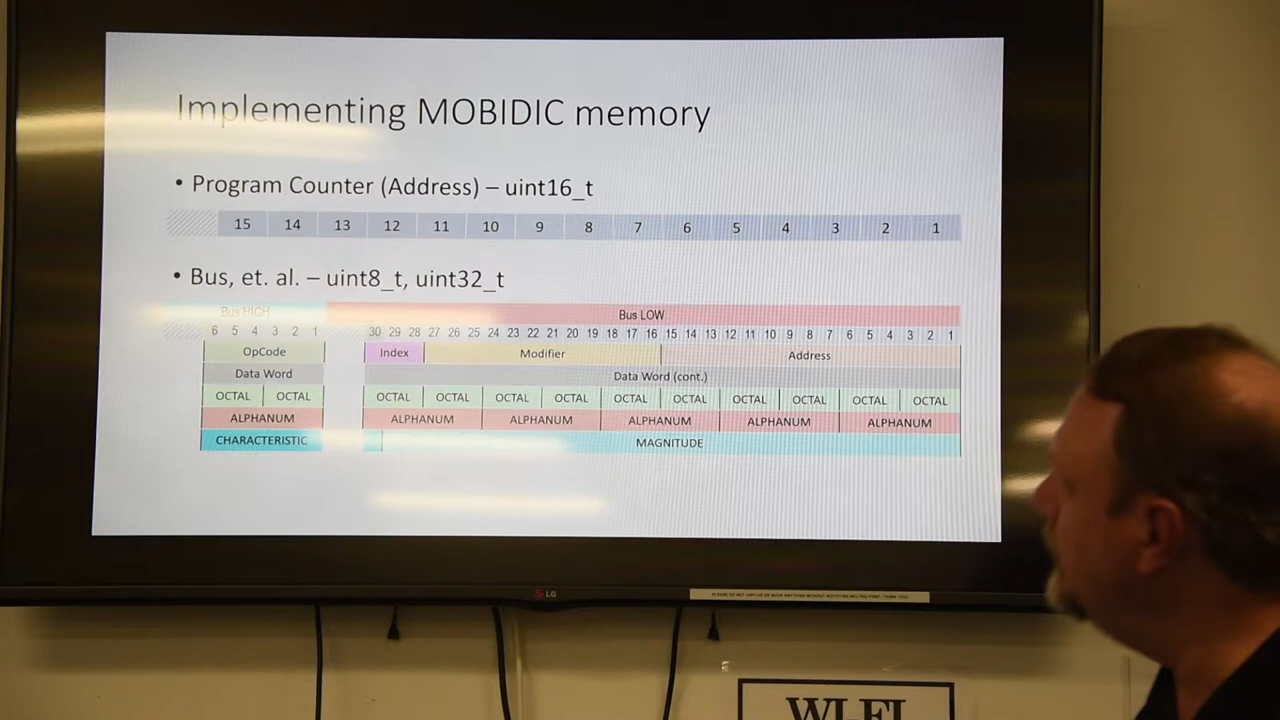 Implementing MOBIDIC memory
• Program Counter (Address) – uint16_t
15 14 13 12 11 10 9 8 7 6 5 4 3 2 1
• Bus, et. al. – uint8_t, uint32_t
Bus HIGH Bus LOW
6 5 4 3 2 1 30 29 28 27 26 25 24 23 22 21 20 19 18 17 16 15 14 13 12 11 10 9 8 7 6 5 4 3 2 1
OpCode Index Modifier Address
Data Word Data Word (cont.)
OCTAL OCTAL OCTAL OCTAL OCTAL OCTAL OCTAL OCTAL OCTAL OCTAL OCTAL OCTAL
ALPHANUM ALPHANUM ALPHANUM ALPHANUM ALPHANUM ALPHANUM
CHARACTERISTIC MAGNITUDE
LG
WI-FI